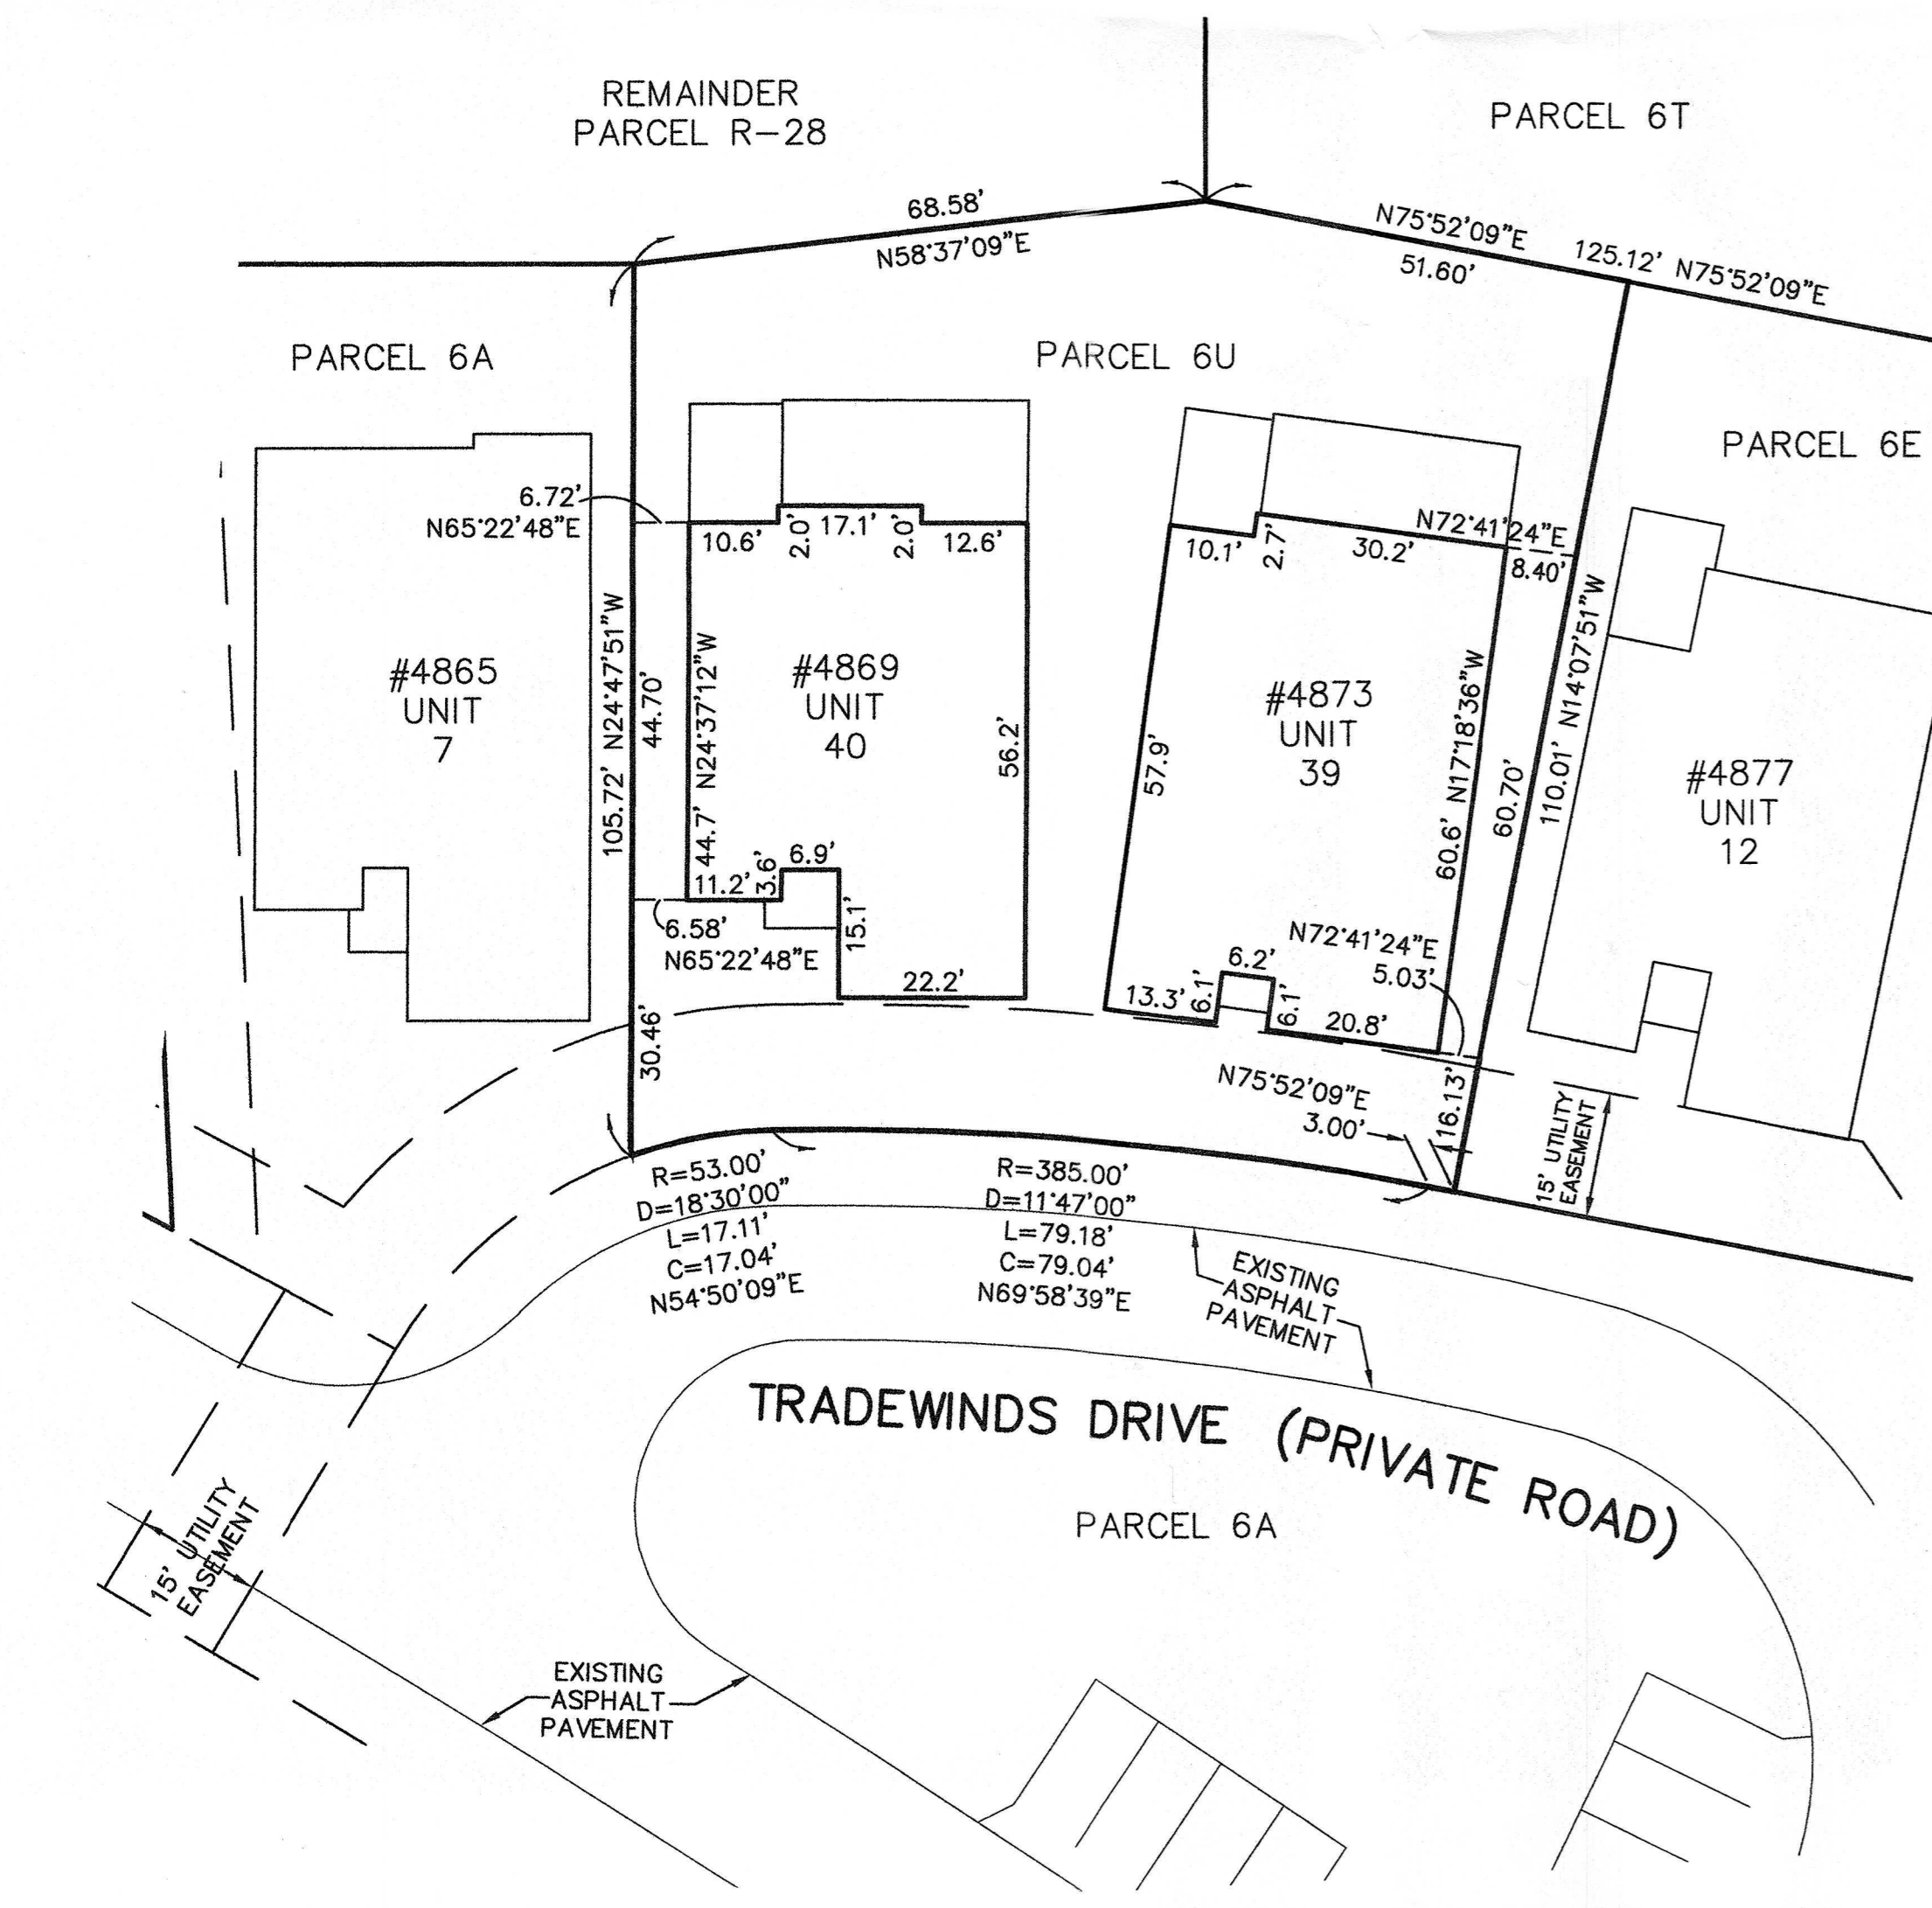 REMAINDER
PARCEL R-28
PARCEL 6T
68.58'
N58°37'09"E
N75°52'09"E
125.12'
N75°52'09"E
51.60'
PARCEL 6A
PARCEL 6U
PARCEL 6E
6.72'
N65°22'48"E
10.6'
2.0'
17.1'
2.0'
12.6'
10.1'
2.7'
30.2'
N72°41'24"E
8.40'
#4865
UNIT
7
105.72' N24°47'51"W
44.70'
44.7' N24°37'12"W
#4869
UNIT
40
56.2'
57.9'
#4873
UNIT
39
60.6' N17°18'36"W
60.70'
110.01' N14°07'51"W
#4877
UNIT
12
11.2'
3.6'
6.9'
15.1'
6.58'
N65°22'48"E
22.2'
30.46'
13.3'
6.1'
6.2'
6.1'
20.8'
N72°41'24"E
5.03'
N75°52'09"E
3.00'
16.13'
15' UTILITY
EASEMENT
R=53.00'
D=18°30'00"
L=17.11'
C=17.04'
N54°50'09"E
R=385.00'
D=11°47'00"
L=79.18'
C=79.04'
N69°58'39"E
EXISTING
ASPHALT
PAVEMENT
TRADEWINDS DRIVE (PRIVATE ROAD)
PARCEL 6A
15' UTILITY
EASEMENT
EXISTING
ASPHALT
PAVEMENT